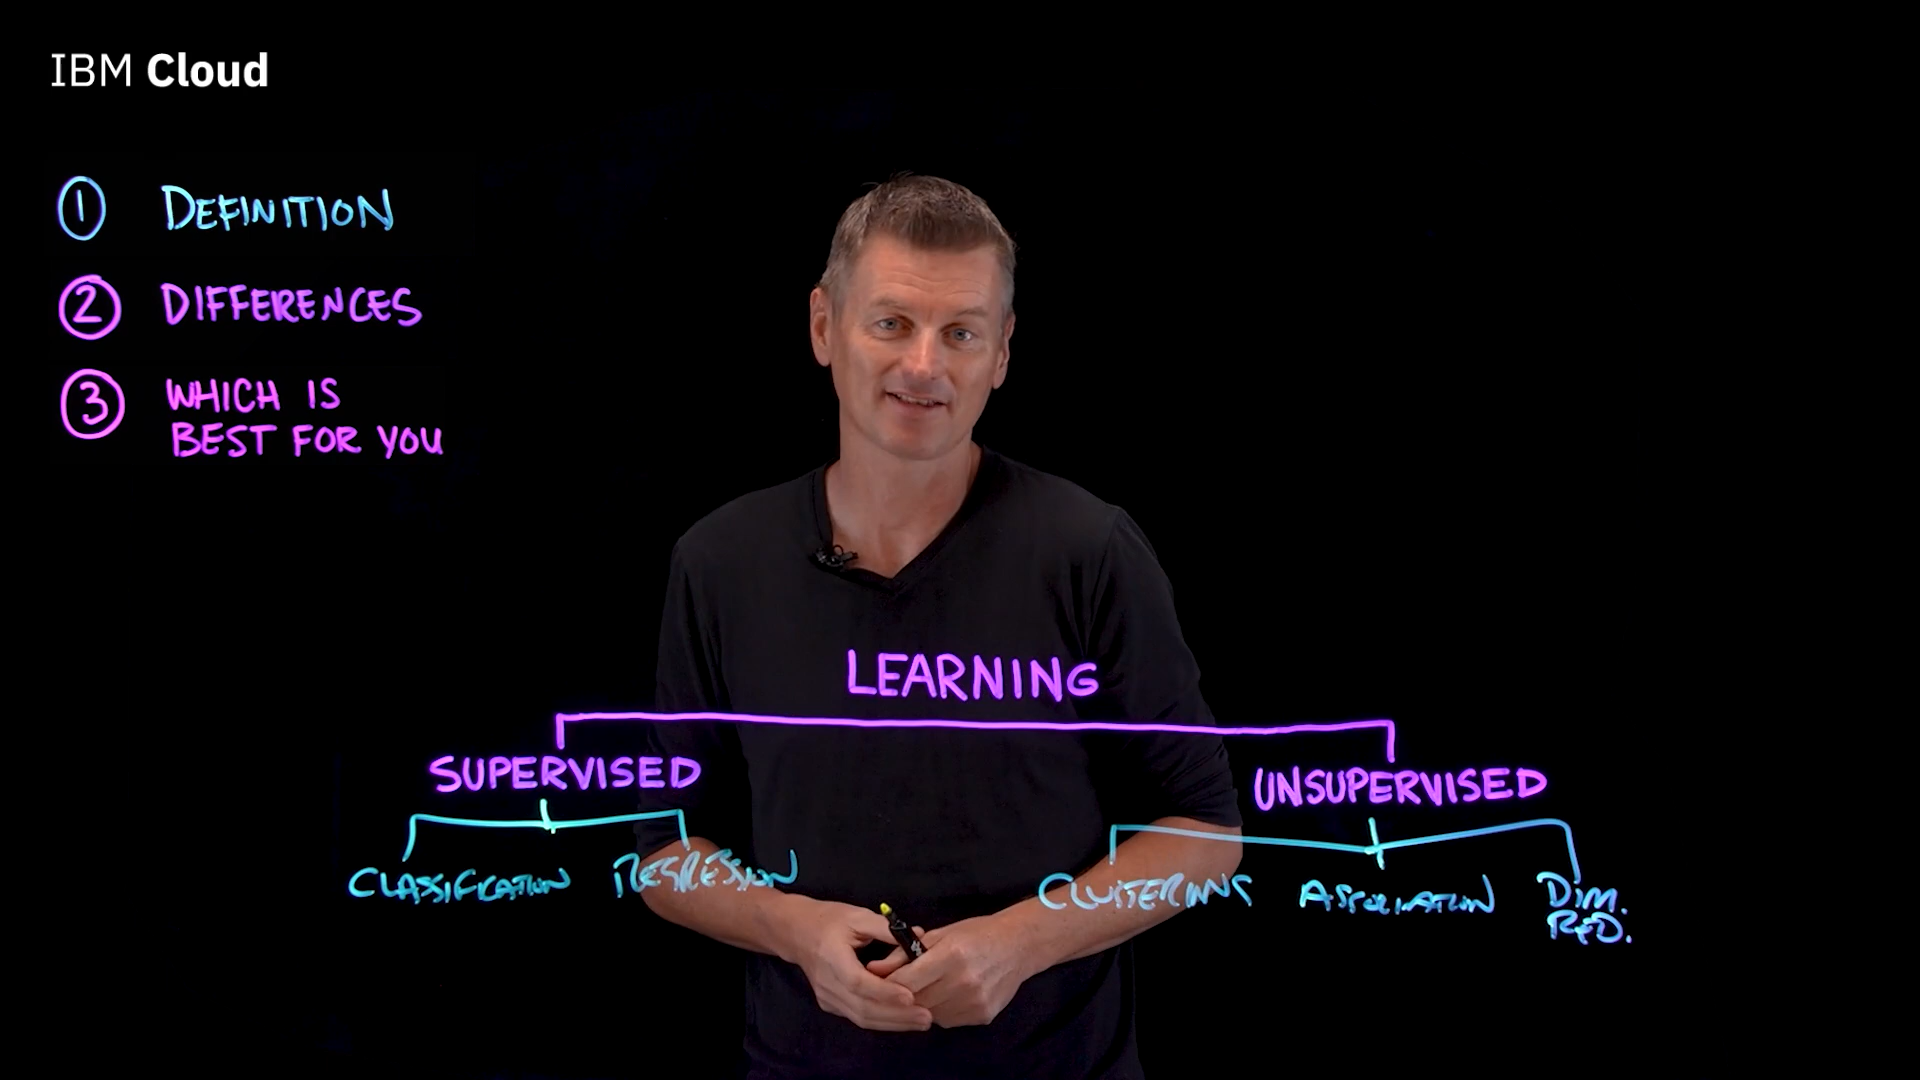 IBM Cloud
1 DEFINITION
2 DIFFERENCES
3 WHICH IS
BEST FOR YOU
LEARNING
SUPERVISED
UNSUPERVISED
CLASSIFICATION REGRESSION
CLUSTERING ASSOCIATION DIM.
RED.